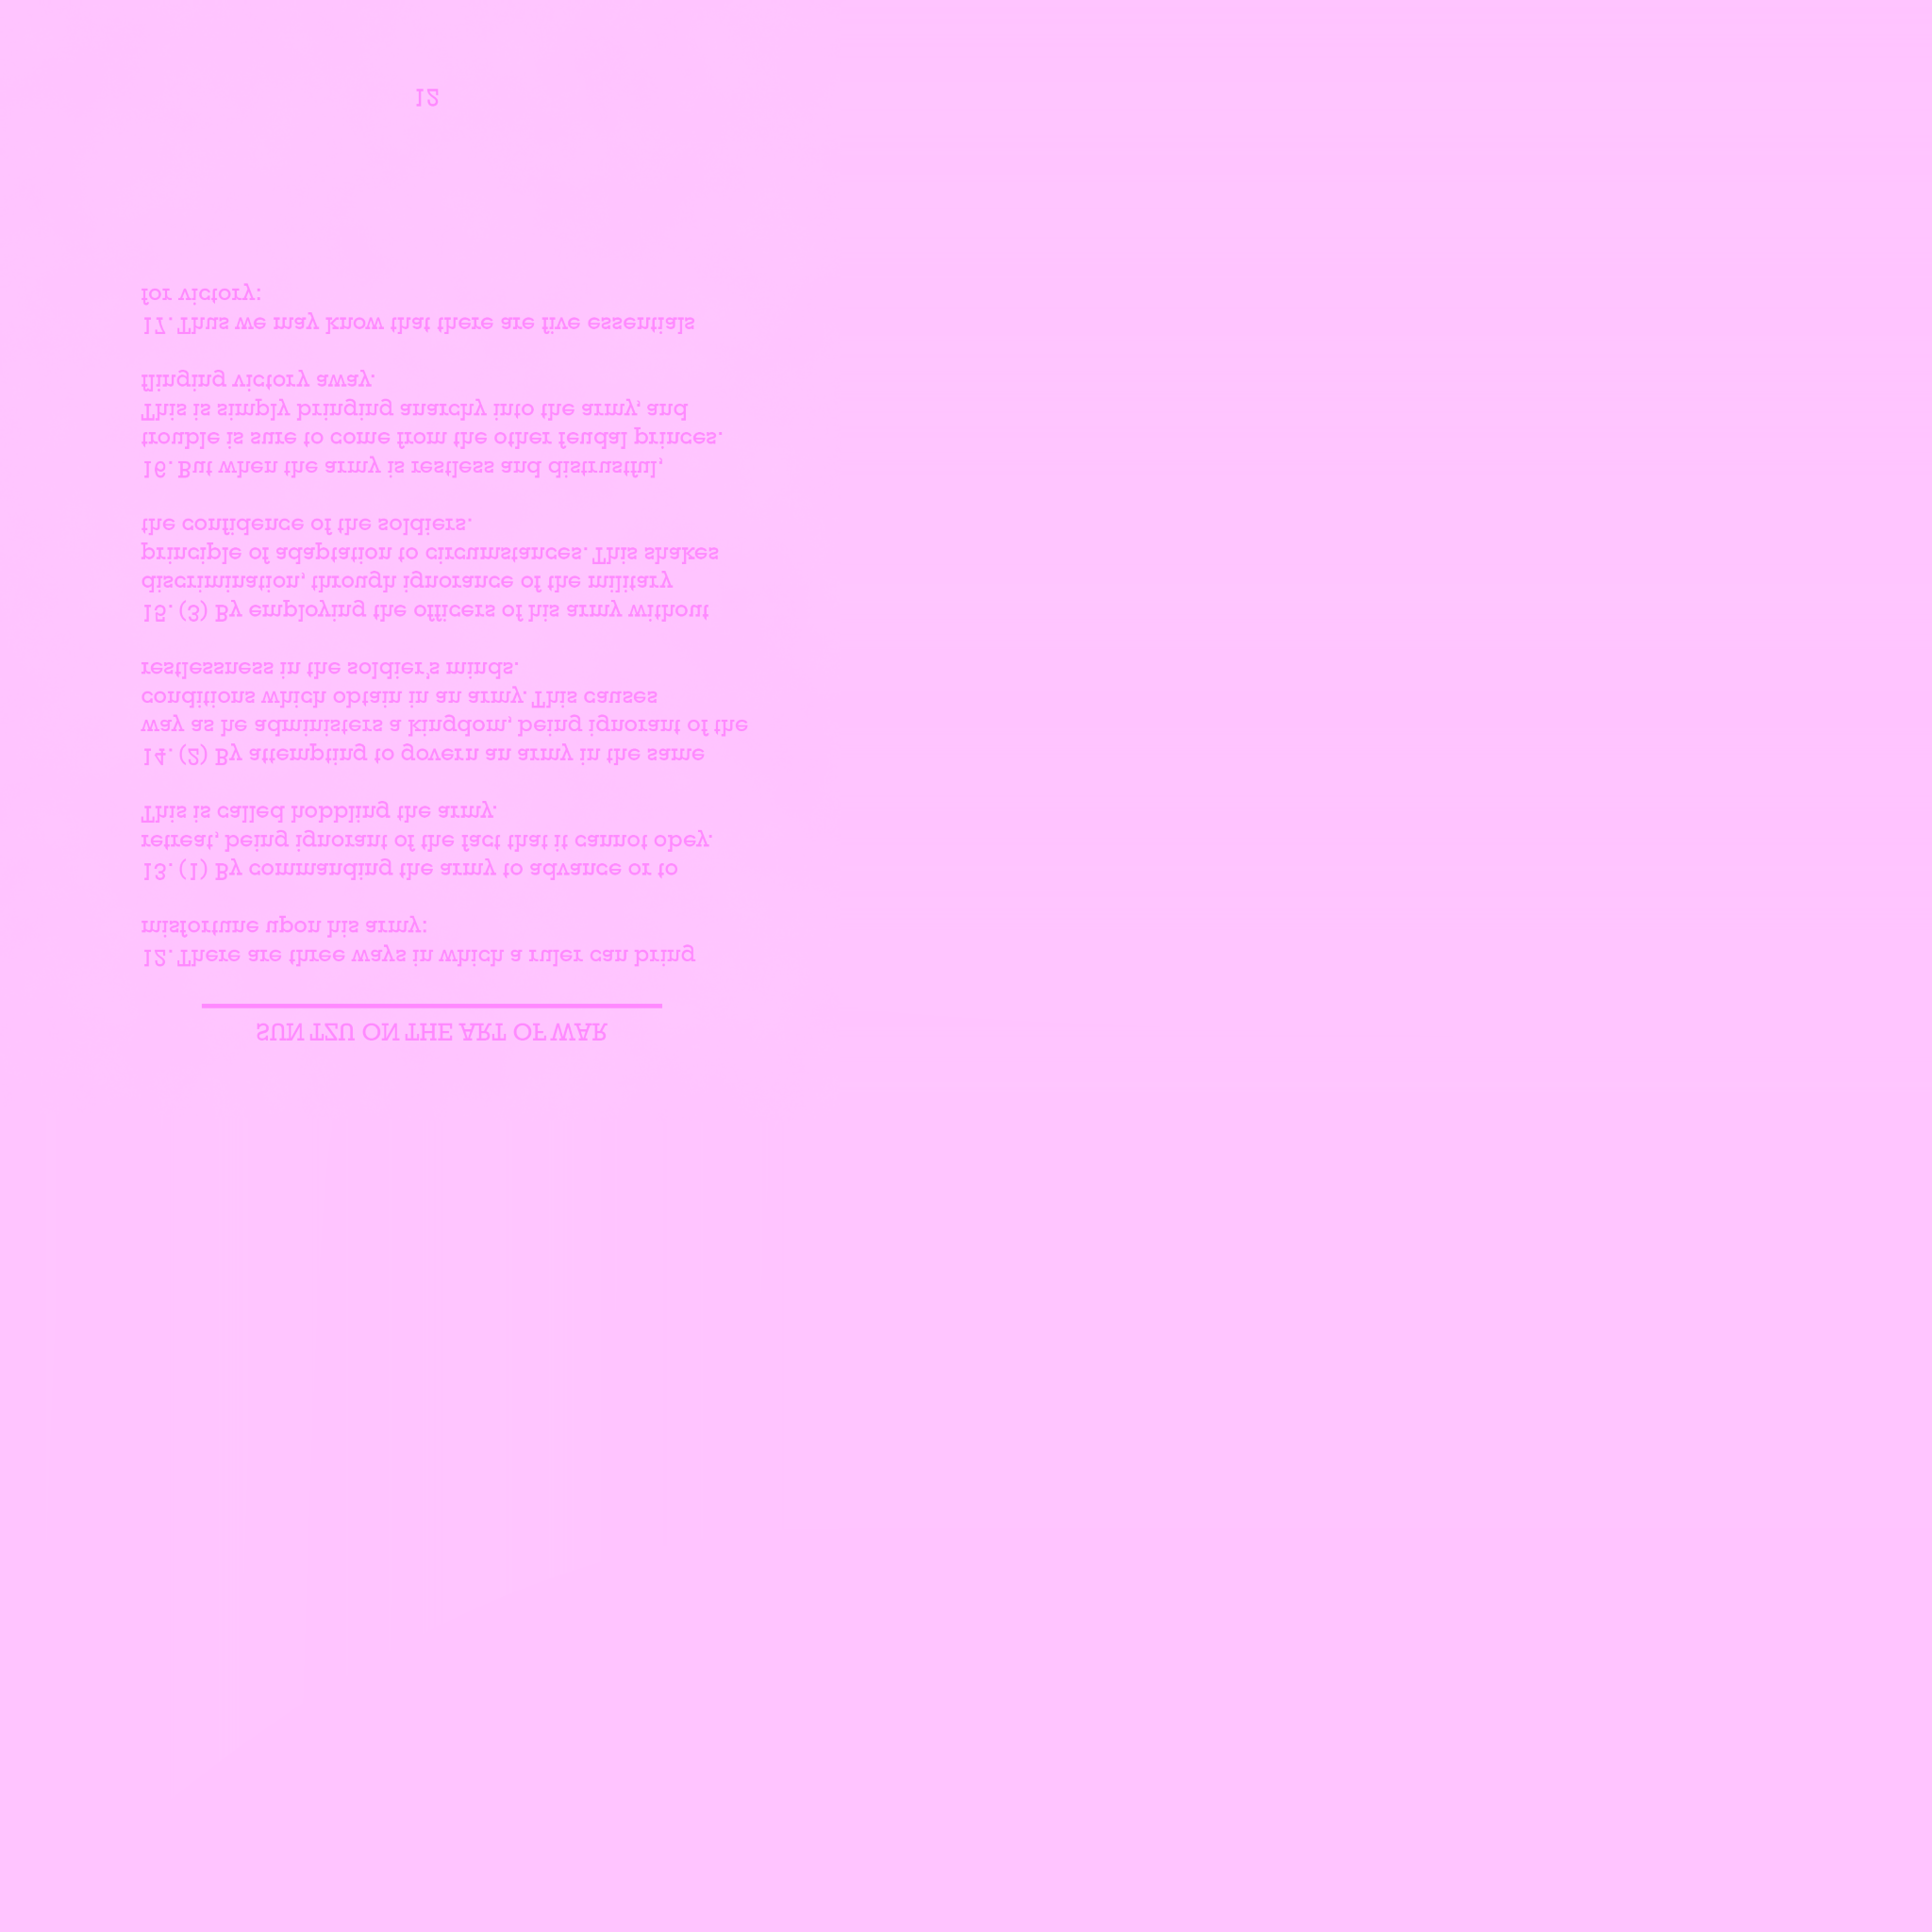 SUN TZU ON THE ART OF WAR
12. There are three ways in which a ruler can bring
misfortune upon his army:
13. (1) By commanding the army to advance or to
retreat, being ignorant of the fact that it cannot obey.
This is called hobbling the army.
14. (2) By attempting to govern an army in the same
way as he administers a kingdom, being ignorant of the
conditions which obtain in an army. This causes
restlessness in the soldier's minds.
15. (3) By employing the officers of his army without
discrimination, through ignorance of the military
principle of adaptation to circumstances. This shakes
the confidence of the soldiers.
16. But when the army is restless and distrustful,
trouble is sure to come from the other feudal princes.
This is simply bringing anarchy into the army, and
flinging victory away.
17. Thus we may know that there are five essentials
for victory:
12